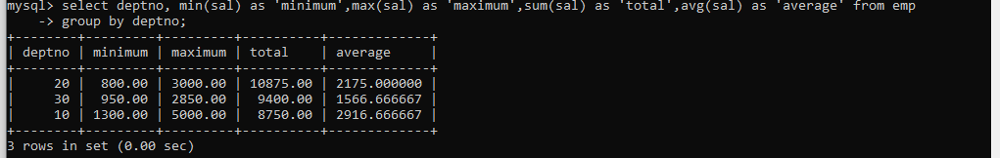 mysql> select deptno, min(sal) as 'minimum',max(sal) as 'maximum',sum(sal) as 'total',avg(sal) as 'average' from emp
    -> group by deptno;
+--------+---------+---------+----------+-------------+
| deptno | minimum | maximum | total    | average     |
+--------+---------+---------+----------+-------------+
|     20 |  800.00 | 3000.00 | 10875.00 | 2175.000000 |
|     30 |  950.00 | 2850.00 |  9400.00 | 1566.666667 |
|     10 | 1300.00 | 5000.00 |  8750.00 | 2916.666667 |
+--------+---------+---------+----------+-------------+
3 rows in set (0.00 sec)